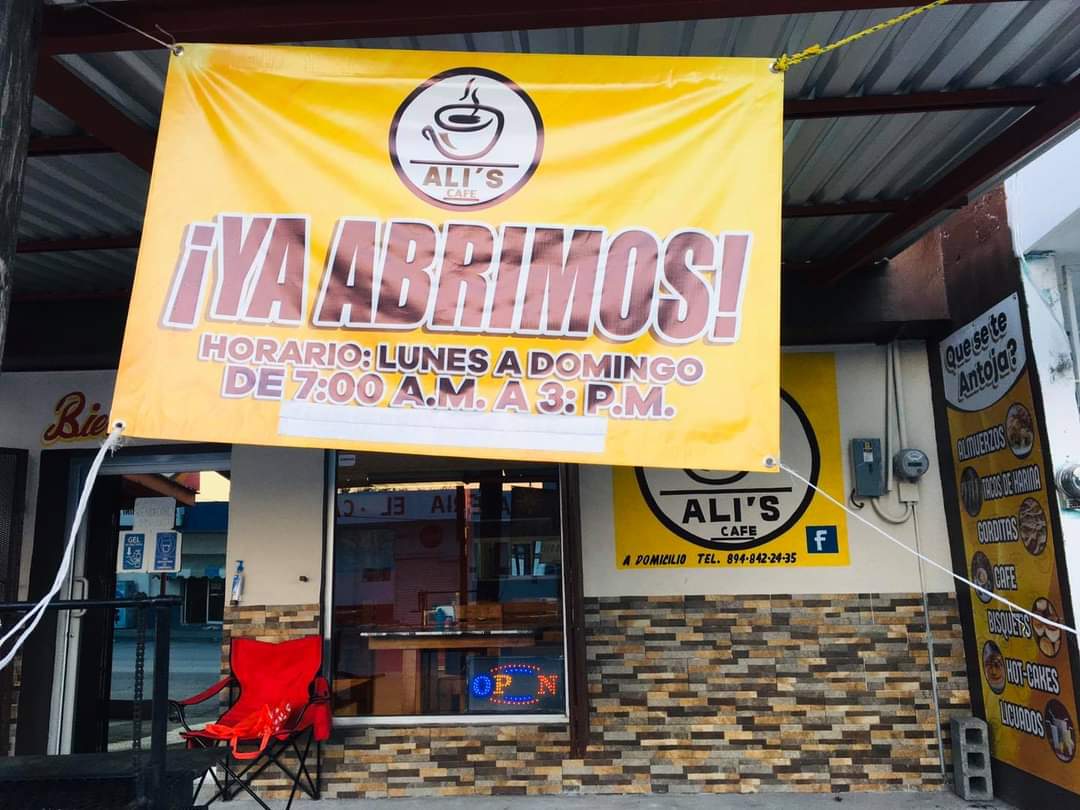 ALI'S
CAFE
¡YA ABRIMOS!
HORARIO: LUNES A DOMINGO
DE 7:00 A.M. A 3: P.M.
Bie
GEL
OPEN
ALI'S
CAFE
f
A DOMICILIO TEL. 894-842-24-35
Que se te
Antoja?
ALMUERZOS
TACOS DE HARINA
GORDITAS
CAFE
BISQUETS
HOT-CAKES
LICUADOS